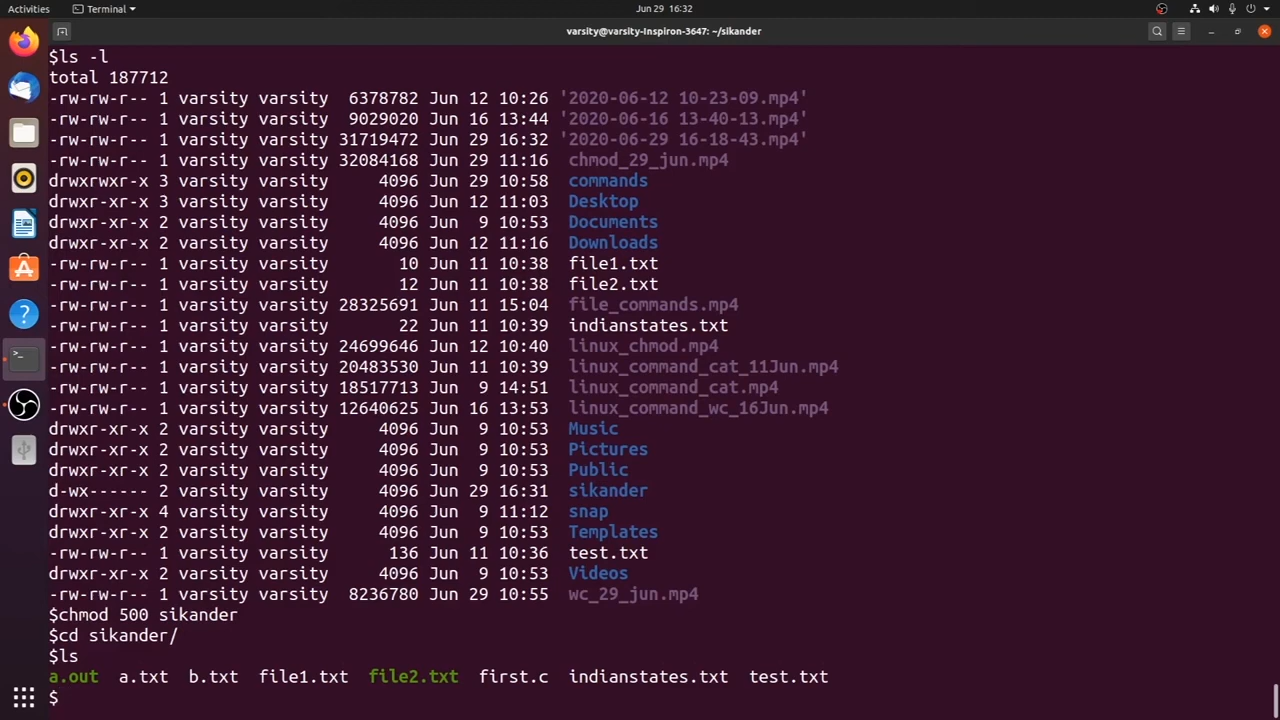 Activities
Terminal
Jun 29 16:32
varsity@varsity-Inspiron-3647: ~/sikander
$ls -l
total 187712
-rw-rw-r-- 1 varsity varsity  6378782 Jun 12 10:26 '2020-06-12 10-23-09.mp4'
-rw-rw-r-- 1 varsity varsity  9029020 Jun 16 13:44 '2020-06-16 13-40-13.mp4'
-rw-rw-r-- 1 varsity varsity 31719472 Jun 29 16:32 '2020-06-29 16-18-43.mp4'
-rw-rw-r-- 1 varsity varsity 32084168 Jun 29 11:16  chmod_29_jun.mp4
drwxrwxr-x 3 varsity varsity     4096 Jun 29 10:58  commands
drwxr-xr-x 3 varsity varsity     4096 Jun 12 11:03  Desktop
drwxr-xr-x 2 varsity varsity     4096 Jun  9 10:53  Documents
drwxr-xr-x 2 varsity varsity     4096 Jun 12 11:16  Downloads
-rw-rw-r-- 1 varsity varsity       10 Jun 11 10:38  file1.txt
-rw-rw-r-- 1 varsity varsity       12 Jun 11 10:38  file2.txt
-rw-rw-r-- 1 varsity varsity 28325691 Jun 11 15:04  file_commands.mp4
-rw-rw-r-- 1 varsity varsity       22 Jun 11 10:39  indianstates.txt
-rw-rw-r-- 1 varsity varsity 24699646 Jun 12 10:40  linux_chmod.mp4
-rw-rw-r-- 1 varsity varsity 20483530 Jun 11 10:39  linux_command_cat_11Jun.mp4
-rw-rw-r-- 1 varsity varsity 18517713 Jun  9 14:51  linux_command_cat.mp4
-rw-rw-r-- 1 varsity varsity 12640625 Jun 16 13:53  linux_command_wc_16Jun.mp4
drwxr-xr-x 2 varsity varsity     4096 Jun  9 10:53  Music
drwxr-xr-x 2 varsity varsity     4096 Jun  9 10:53  Pictures
drwxr-xr-x 2 varsity varsity     4096 Jun  9 10:53  Public
d-wx------ 2 varsity varsity     4096 Jun 29 16:31  sikander
drwxr-xr-x 4 varsity varsity     4096 Jun  9 11:12  snap
drwxr-xr-x 2 varsity varsity     4096 Jun  9 10:53  Templates
-rw-rw-r-- 1 varsity varsity      136 Jun 11 10:36  test.txt
drwxr-xr-x 2 varsity varsity     4096 Jun  9 10:53  Videos
-rw-rw-r-- 1 varsity varsity  8236780 Jun 29 10:55  wc_29_jun.mp4
$chmod 500 sikander
$cd sikander/
$ls
a.out  a.txt  b.txt  file1.txt  file2.txt  first.c  indianstates.txt  test.txt
$